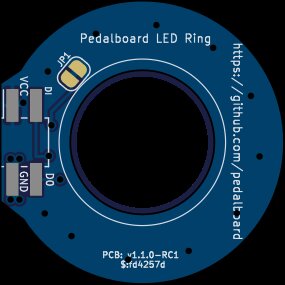 Pedalboard LED Ring
JP1
https://github.com/pedalboard
VCC
DI
GND
DO
PCB: v1.1.0-RC1
$:fd4257d